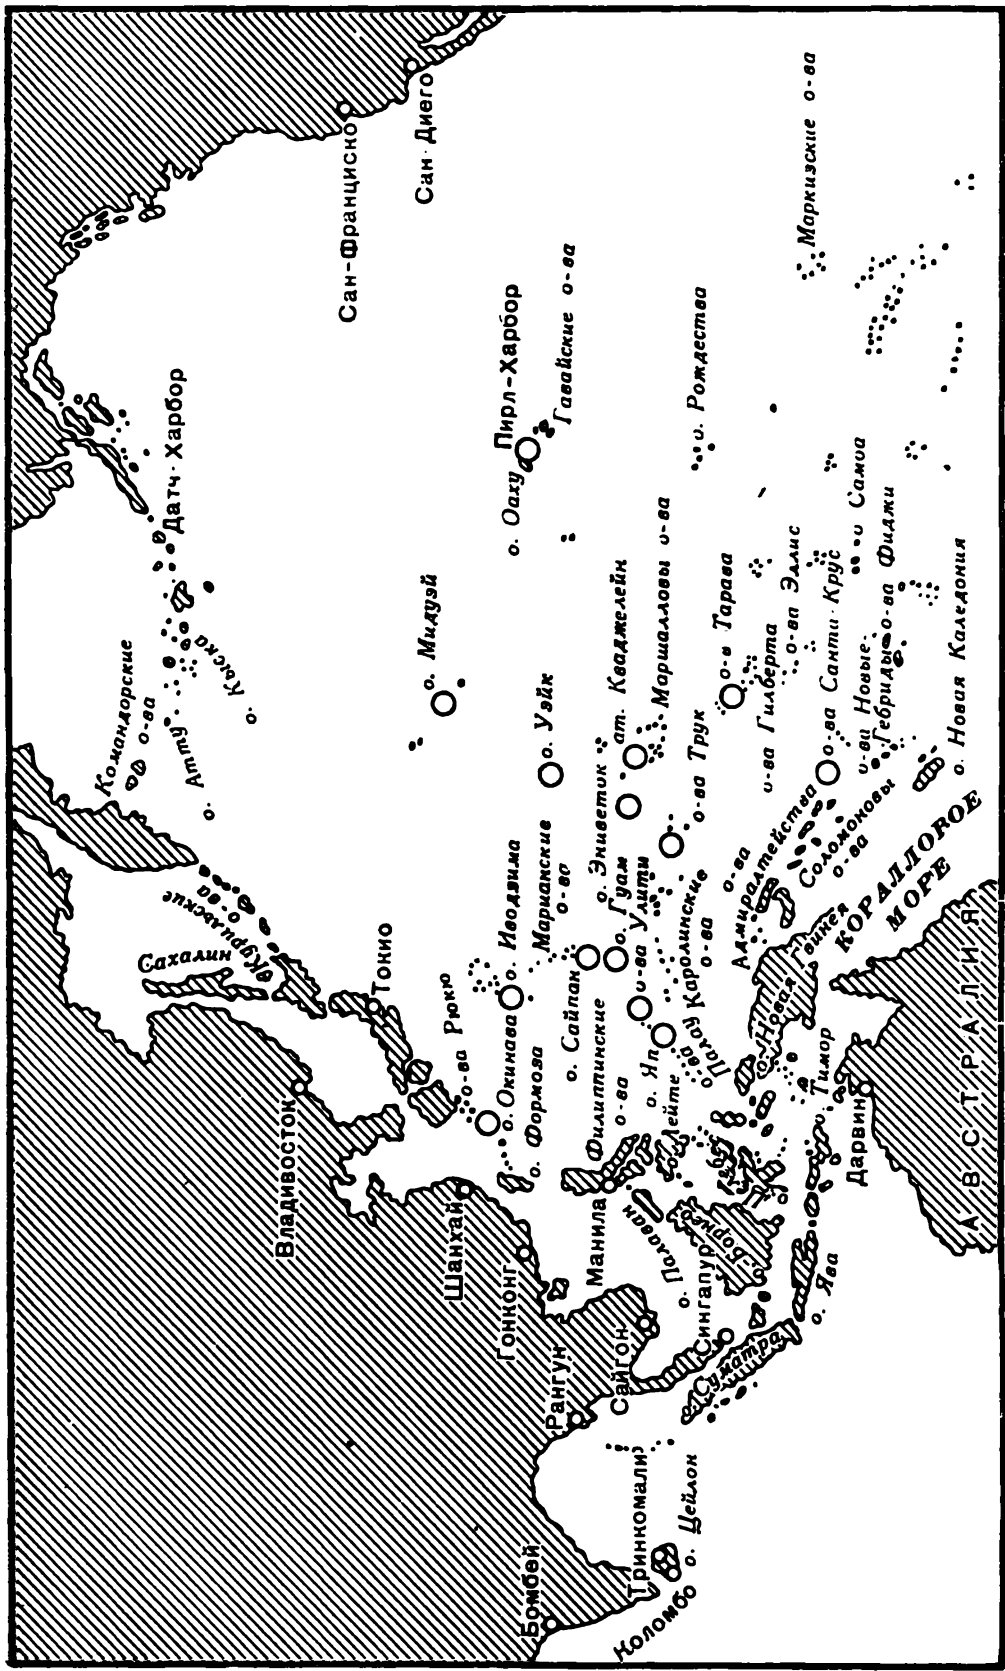 Командорские
о-ва
о. Атту
о. Кыска
Датч-Харбор
Сан-Франциско
Сан-Диего
Сахалин
Курильские
о-ва
Владивосток
Токио
о. Мидуэй
о. Оаху
Пирл-Харбор
Гавайские о-ва
Шанхай
о-ва Рюкю
о. Окинава
о. Иводзима
о. Уэйк
о. Формоза
Марианские
о-ва
Гонконг
Рангун
Бомбей
о. Сайпан
о. Гуам
о. Эниветок
ат. Кваджелейн
Маршалловы о-ва
Манила
Филиппинские
о-ва
о-ва Улити
о. Яп
о. Лейте
о-ва
Палау
Каролинские
о-ва
о-ва Трук
о. Рождества
о-в Тарава
о-ва Гилберта
о-ва Эллис
Маркизские о-ва
Сайгон
о. Палаван
Тринкомали
Коломбо
о. Цейлон
Сингапур
Суматра
о. Борнео
о. Ява
о. Новая Гвинея
Адмиралтейства
о-ва
Соломоновы
о-ва
о-ва Санти-Крус
о-ва Новые-
Гебриды
о-ва Фиджи
о Самоа
о. Новая Каледония
о. Тимор
Дарвин
КОРАЛЛОВОЕ
МОРЕ
АВСТРАЛИЯ